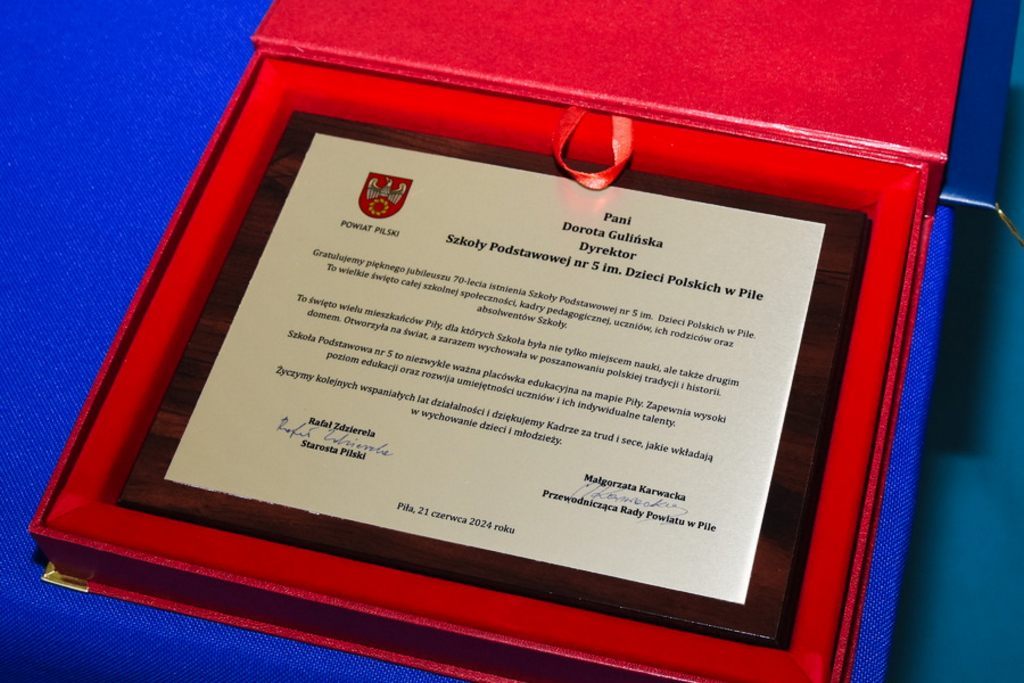 POWIAT PILSKI
Pani
Dorota Gulińska
Dyrektor
Szkoły Podstawowej nr 5 im. Dzieci Polskich w Pile
Gratulujemy pięknego jubileuszu 70-lecia istnienia Szkoły Podstawowej nr 5 im. Dzieci Polskich w Pile.
To wielkie święto całej szkolnej społeczności, kadry pedagogicznej, uczniów, ich rodziców oraz
absolwentów Szkoły.
To święto wielu mieszkańców Piły, dla których Szkoła była nie tylko miejscem nauki, ale także drugim
domem. Otworzyła na świat, a zarazem wychowała w poszanowaniu polskiej tradycji i historii.
Szkoła Podstawowa nr 5 to niezwykle ważna placówka edukacyjna na mapie Piły. Zapewnia wysoki
poziom edukacji oraz rozwija umiejętności uczniów i ich indywidualne talenty.
Życzymy kolejnych wspaniałych lat działalności i dziękujemy Kadrze za trud i sece, jakie wkładają
w wychowanie dzieci i młodzieży.
Rafał Zdzierela
Rafał Zdzierela
Starosta Pilski
Małgorzata Karwacka
MKarwacka
Przewodnicząca Rady Powiatu w Pile
Piła, 21 czerwca 2024 roku